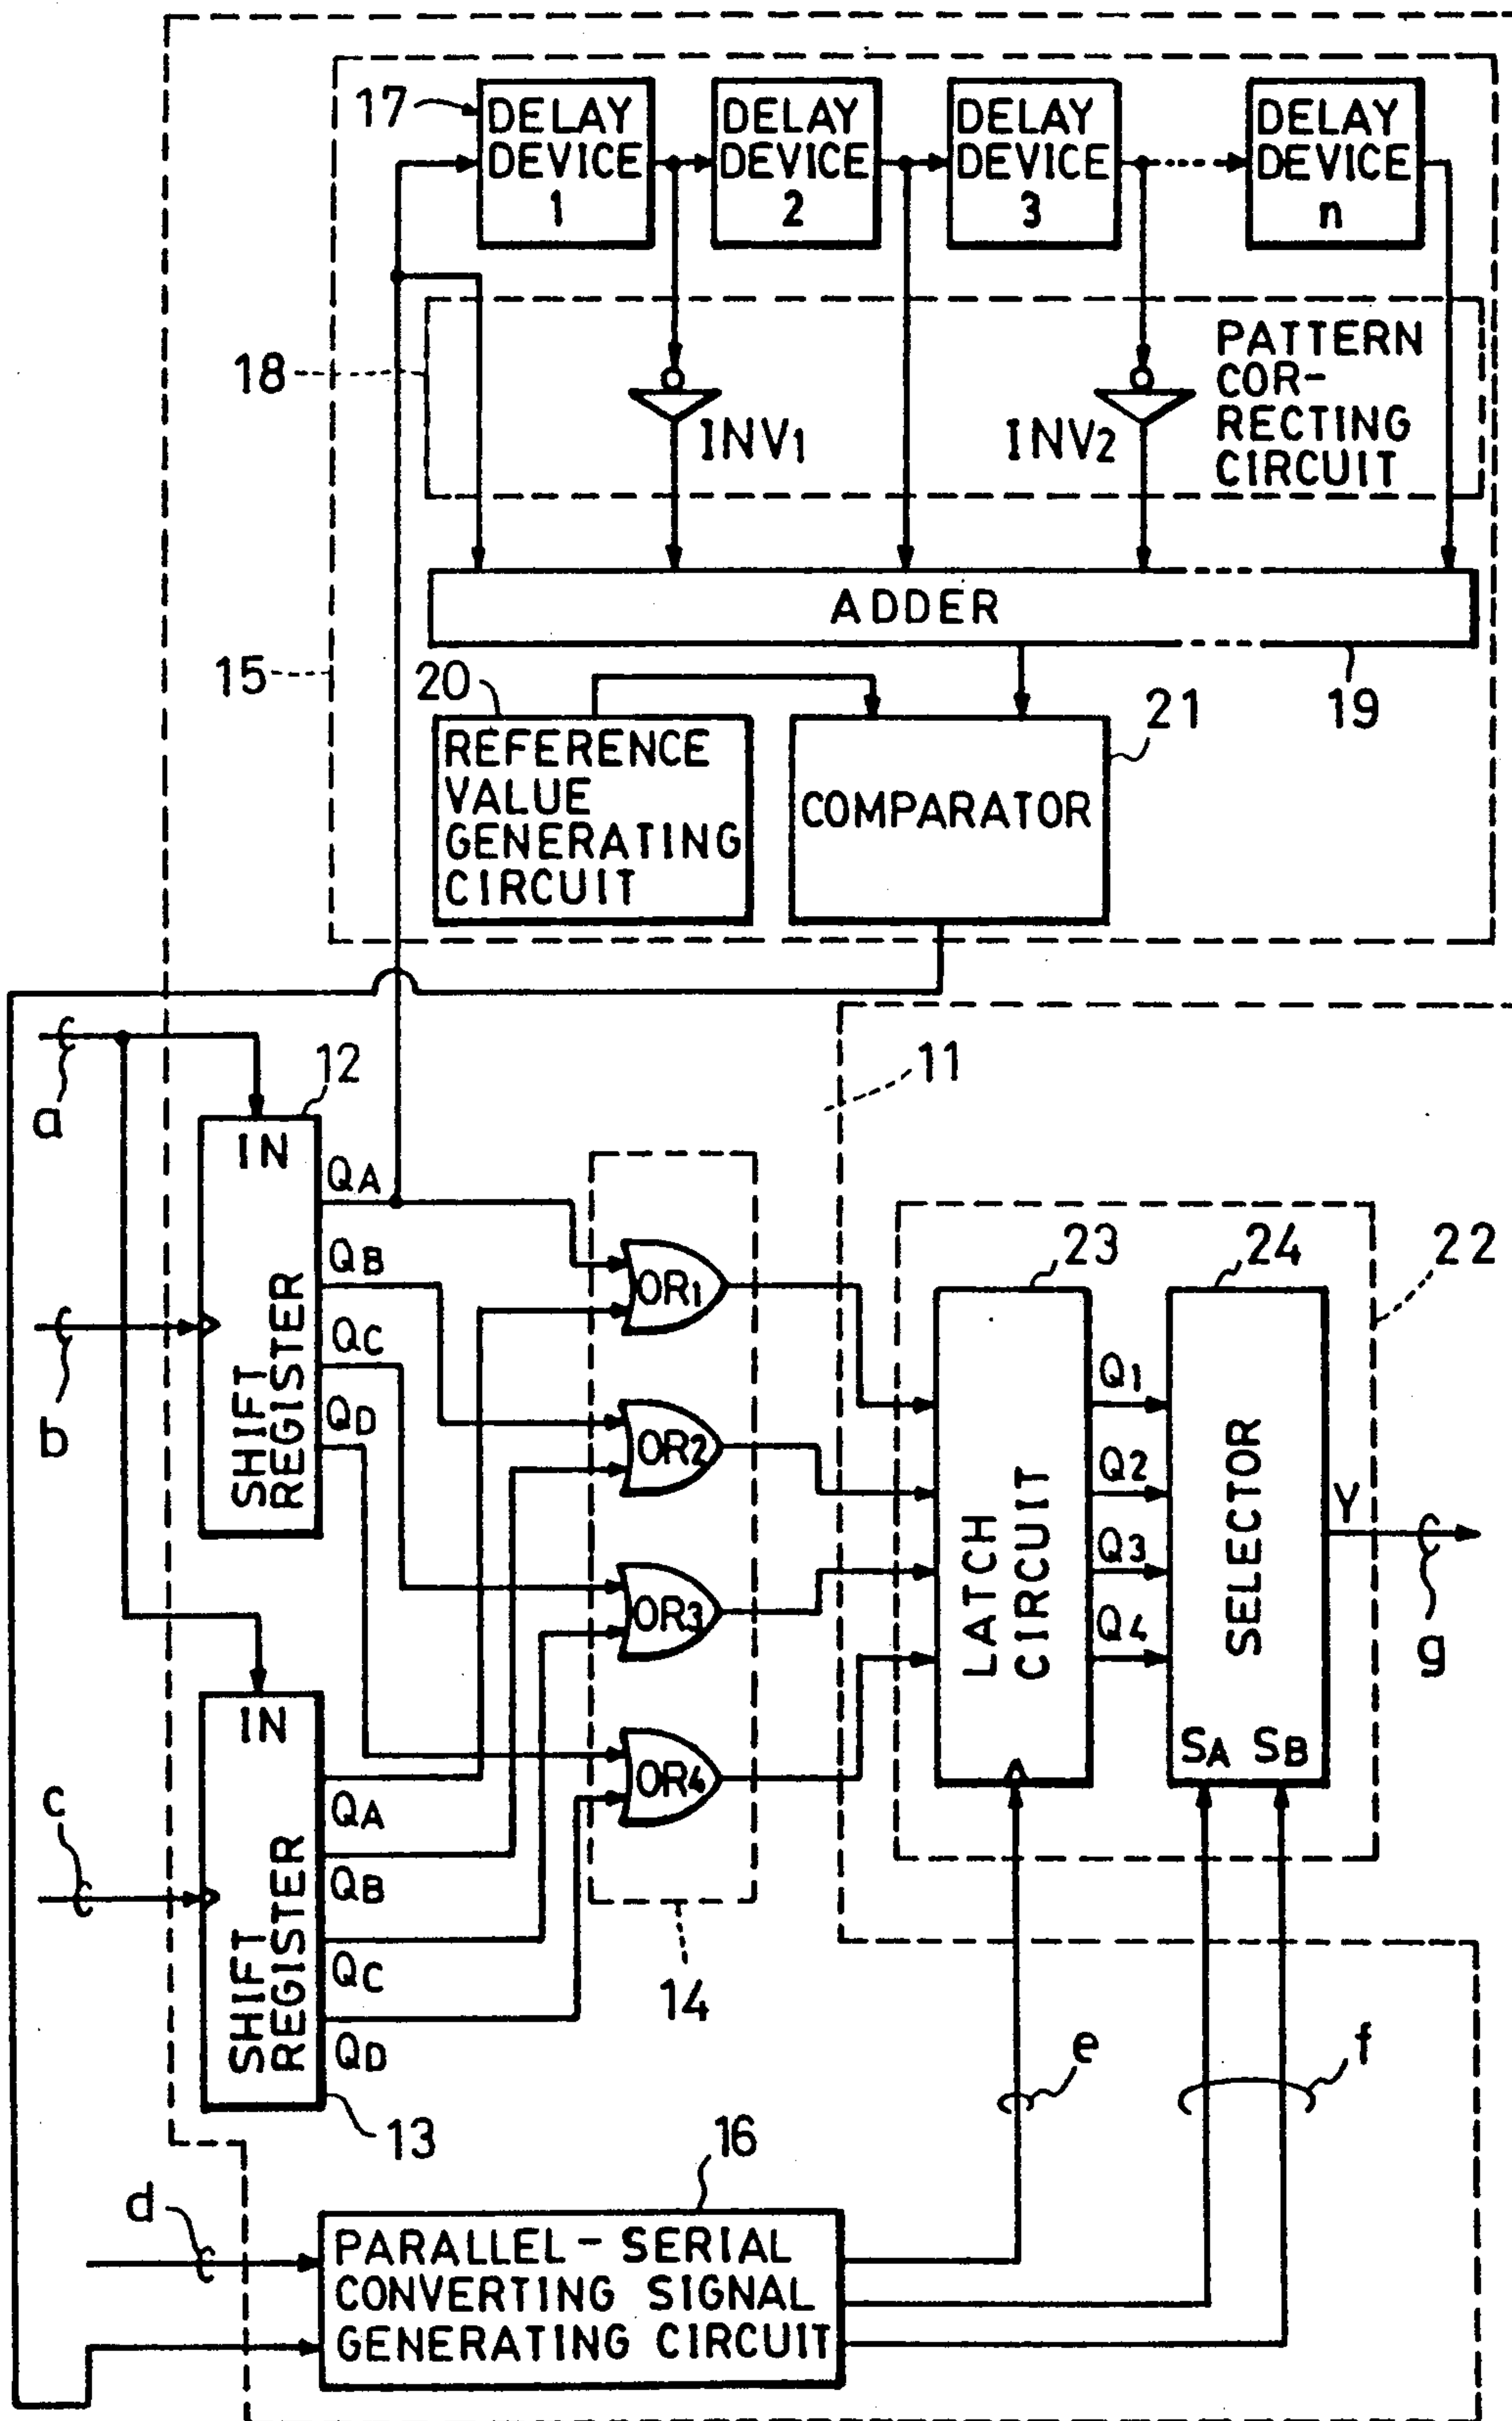 17
DELAY
DEVICE
1
DELAY
DEVICE
2
DELAY
DEVICE
3
DELAY
DEVICE
n
18
INV1
INV2
PATTERN
COR-
RECTING
CIRCUIT
ADDER
15
20
21
19
REFERENCE
VALUE
GENERATING
CIRCUIT
COMPARATOR
a
12
11
IN
QA
QB
QC
QD
SHIFT
REGISTER
b
OR1
OR2
OR3
OR4
23
24
22
LATCH
CIRCUIT
Q1
Q2
Q3
Q4
SELECTOR
Y
g
SA SB
IN
c
QA
QB
QC
QD
SHIFT
REGISTER
14
13
e
f
16
d
PARALLEL-SERIAL
CONVERTING SIGNAL
GENERATING CIRCUIT